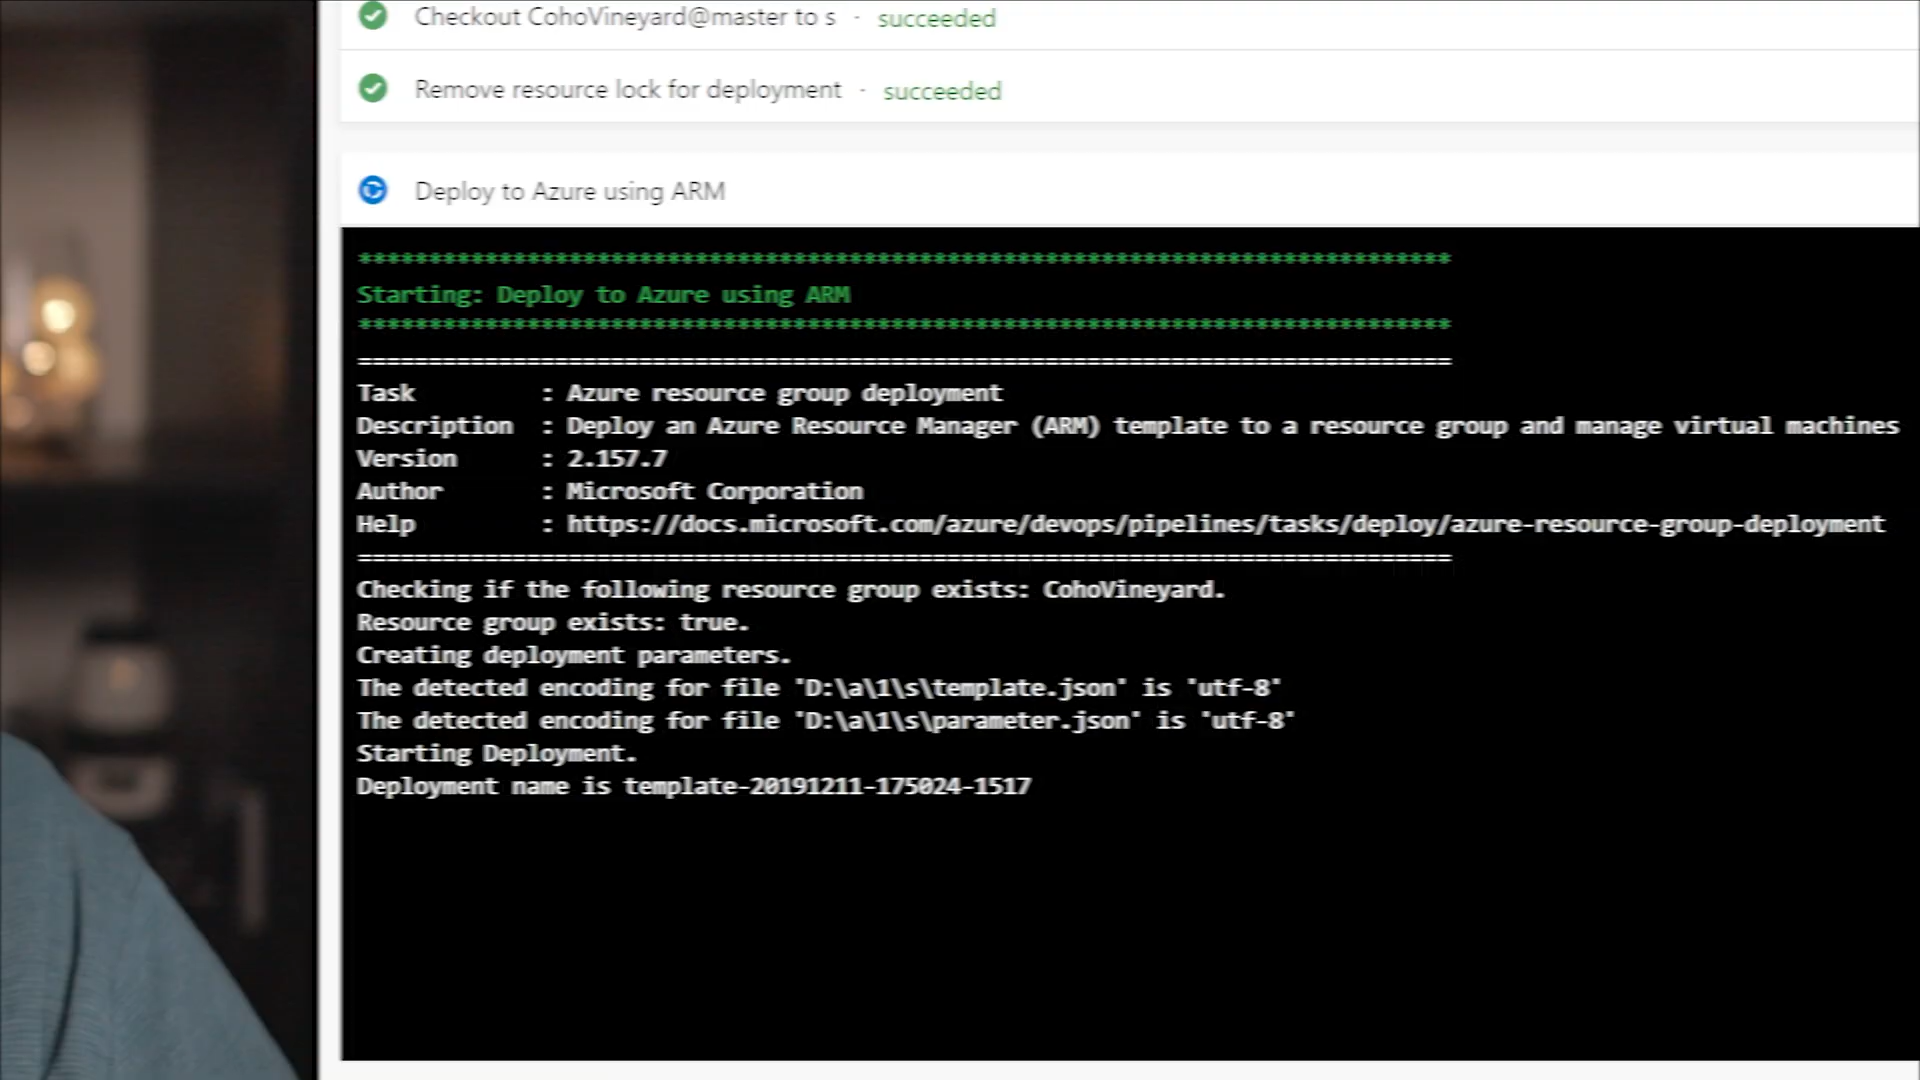 Checkout CohoVineyard@master to s · succeeded
Remove resource lock for deployment · succeeded
Deploy to Azure using ARM
******************************************************************************
Starting: Deploy to Azure using ARM
******************************************************************************
==============================================================================
Task         : Azure resource group deployment
Description  : Deploy an Azure Resource Manager (ARM) template to a resource group and manage virtual machines
Version      : 2.157.7
Author       : Microsoft Corporation
Help         : https://docs.microsoft.com/azure/devops/pipelines/tasks/deploy/azure-resource-group-deployment
==============================================================================
Checking if the following resource group exists: CohoVineyard.
Resource group exists: true.
Creating deployment parameters.
The detected encoding for file 'D:\a\1\s\template.json' is 'utf-8'
The detected encoding for file 'D:\a\1\s\parameter.json' is 'utf-8'
Starting Deployment.
Deployment name is template-20191211-175024-1517